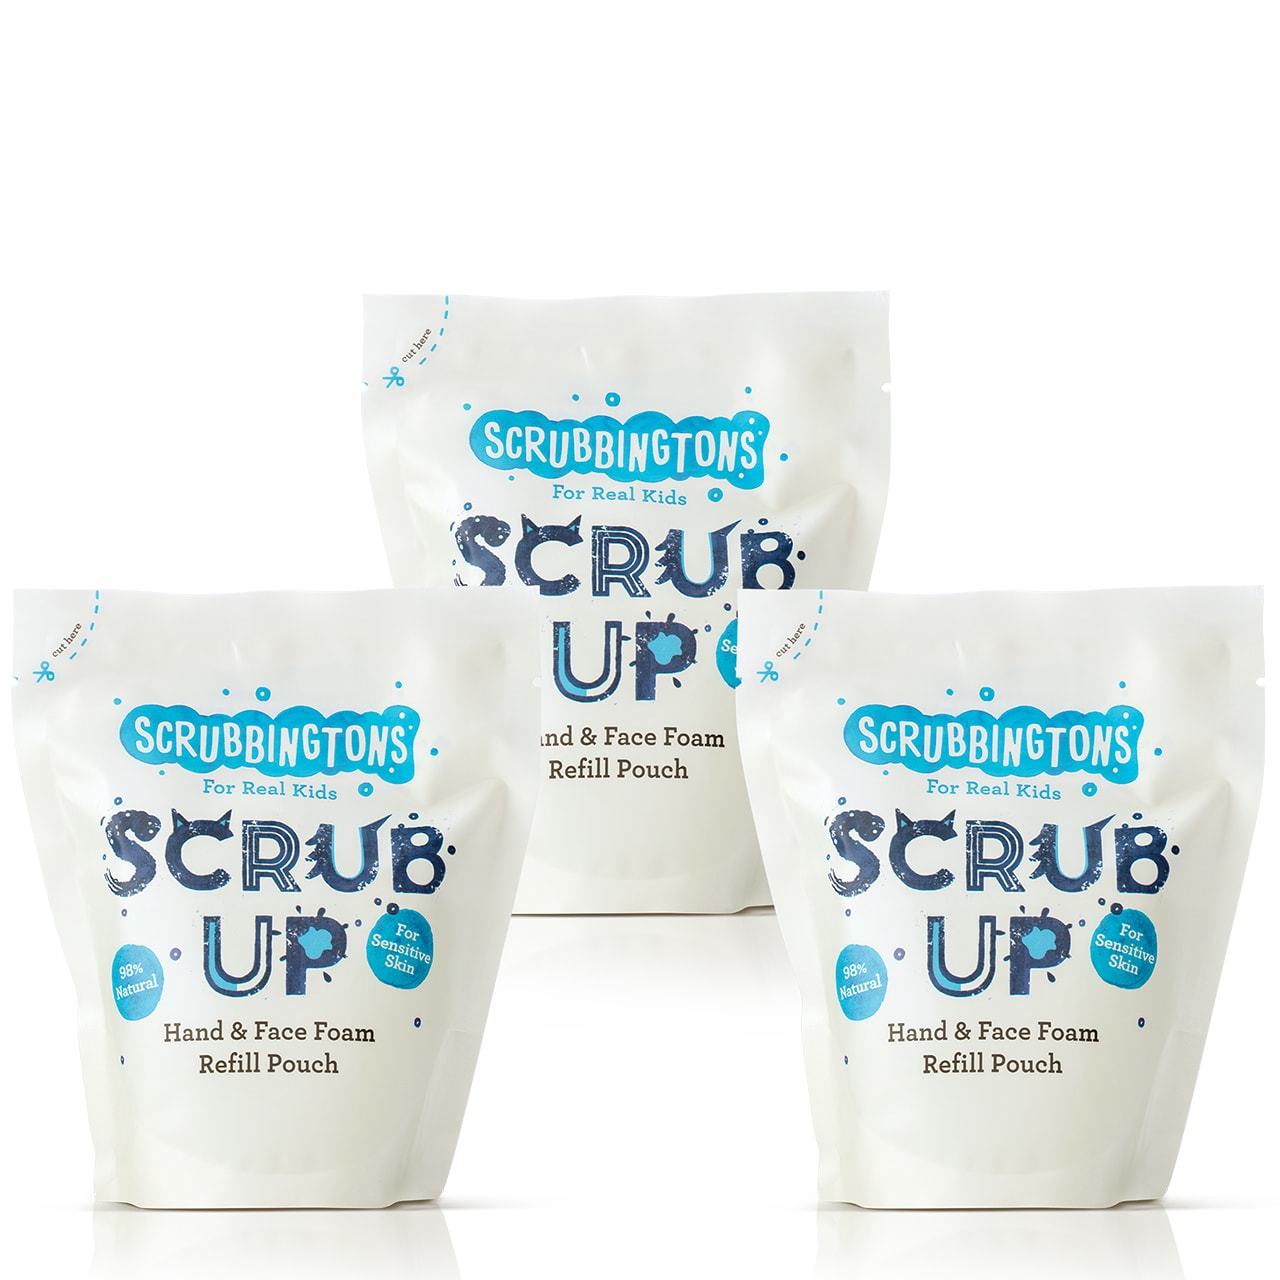 cut here
SCRUBBINGTONS
For Real Kids
SCRUB
UP
& Face Foam
Refill Pouch
cut here
SCRUBBINGTONS
For Real Kids
SCRUB
UP
For
Sensitive
Skin
98%
Natural
Hand & Face Foam
Refill Pouch
cut here
SCRUBBINGTONS
For Real Kids
SCRUB
UP
For
Sensitive
Skin
98%
Natural
Hand & Face Foam
Refill Pouch